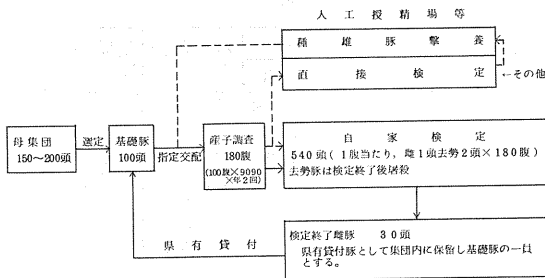 人工授精場等
種雄豚繋養
直接検定
←その他
母集団
150〜200頭
選定
基礎豚
100頭
指定交配
産子調査
180腹
(100腹×9090
×年2回)
自家検定
540頭(1腹当たり,雌1頭去勢2頭×180腹)
去勢豚は検定終了後屠殺
県有貸付
検定終了雌豚 30頭
県有貸付豚として集団内に保留し基礎豚の一員
とする。